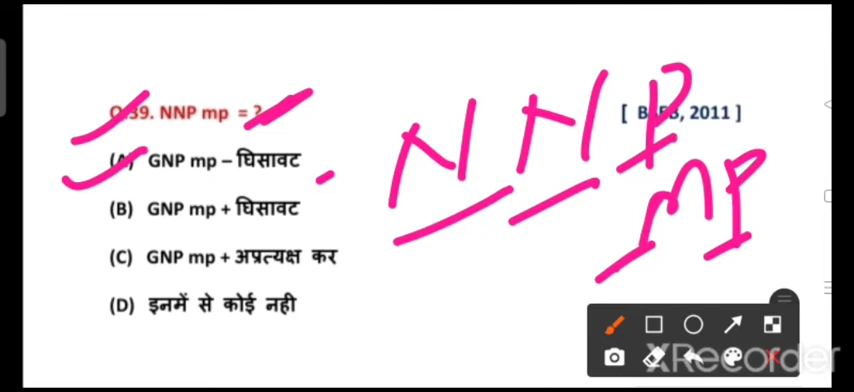 Q.39. NNP mp = ? [ BSEB, 2011 ]
(A) GNP mp – घिसावट
(B) GNP mp + घिसावट
(C) GNP mp + अप्रत्यक्ष कर
(D) इनमें से कोई नही
NNP
mp
XRecorder